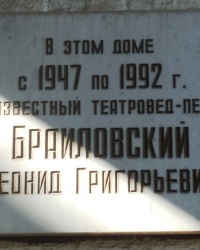 В ЭТОМ ДОМЕ
С 1947 ПО 1992 Г.
ИЗВЕСТНЫЙ ТЕАТРОВЕД-ПЕ
БРАИЛОВСКИЙ
ЕОНИД ГРИГОРЬЕВИ